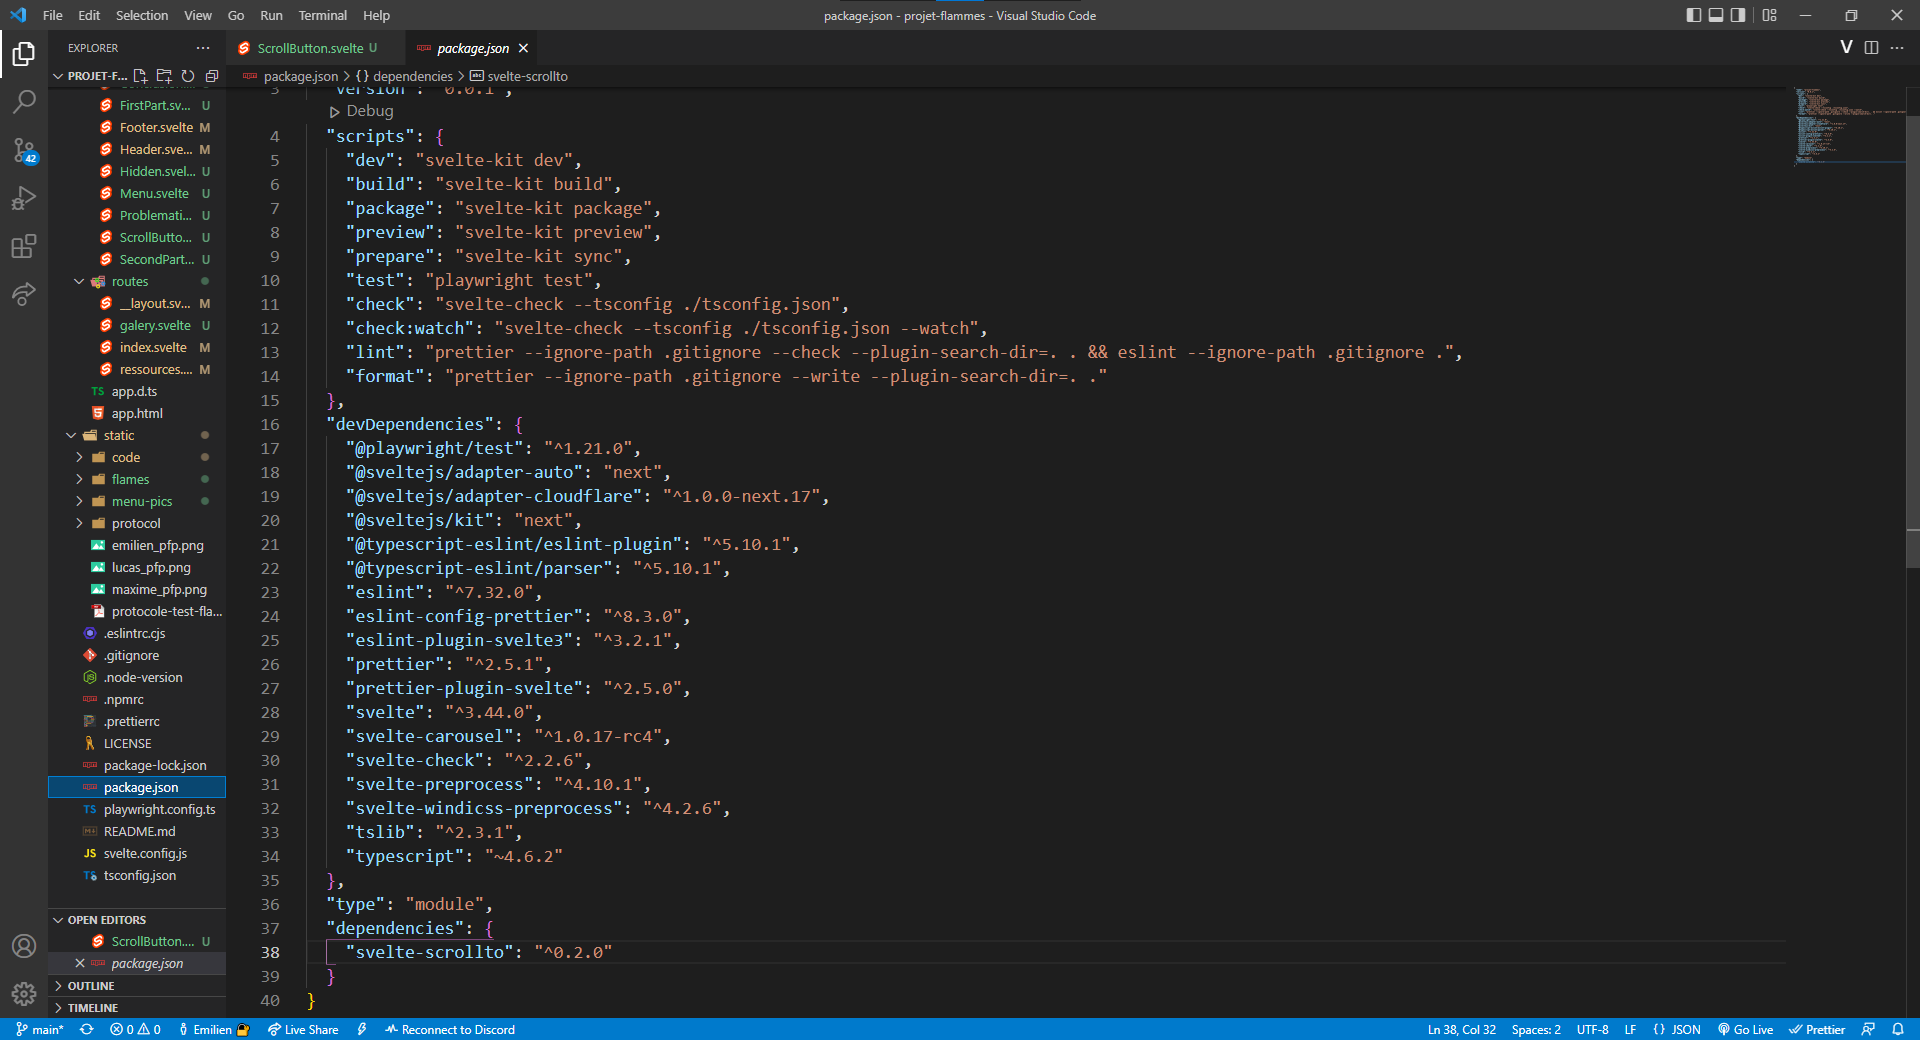 File Edit Selection View Go Run Terminal Help
package.json - projet-flammes - Visual Studio Code
EXPLORER
PROJET-F...
FirstPart.sv... U
Footer.svelte M
Header.sve... M
Hidden.svel... U
Menu.svelte U
Problemati... U
ScrollButto... U
SecondPart... U
routes
__layout.sv... M
galery.svelte U
index.svelte M
ressources.... M
TS app.d.ts
app.html
static
code
flames
menu-pics
protocol
emilien_pfp.png
lucas_pfp.png
maxime_pfp.png
protocole-test-fla...
.eslintrc.cjs
.gitignore
.node-version
.npmrc
.prettierrc
LICENSE
package-lock.json
package.json
TS playwright.config.ts
README.md
JS svelte.config.js
tsconfig.json
OPEN EDITORS
ScrollButton.... U
package.json
OUTLINE
TIMELINE
42
ScrollButton.svelte U
package.json
package.json > {} dependencies > svelte-scrollto
3 "version": "0.0.1",
Debug
4 "scripts": {
5 "dev": "svelte-kit dev",
6 "build": "svelte-kit build",
7 "package": "svelte-kit package",
8 "preview": "svelte-kit preview",
9 "prepare": "svelte-kit sync",
10 "test": "playwright test",
11 "check": "svelte-check --tsconfig ./tsconfig.json",
12 "check:watch": "svelte-check --tsconfig ./tsconfig.json --watch",
13 "lint": "prettier --ignore-path .gitignore --check --plugin-search-dir=. . && eslint --ignore-path .gitignore .",
14 "format": "prettier --ignore-path .gitignore --write --plugin-search-dir=. ."
15 },
16 "devDependencies": {
17 "@playwright/test": "^1.21.0",
18 "@sveltejs/adapter-auto": "next",
19 "@sveltejs/adapter-cloudflare": "^1.0.0-next.17",
20 "@sveltejs/kit": "next",
21 "@typescript-eslint/eslint-plugin": "^5.10.1",
22 "@typescript-eslint/parser": "^5.10.1",
23 "eslint": "^7.32.0",
24 "eslint-config-prettier": "^8.3.0",
25 "eslint-plugin-svelte3": "^3.2.1",
26 "prettier": "^2.5.1",
27 "prettier-plugin-svelte": "^2.5.0",
28 "svelte": "^3.44.0",
29 "svelte-carousel": "^1.0.17-rc4",
30 "svelte-check": "^2.2.6",
31 "svelte-preprocess": "^4.10.1",
32 "svelte-windicss-preprocess": "^4.2.6",
33 "tslib": "^2.3.1",
34 "typescript": "~4.6.2"
35 },
36 "type": "module",
37 "dependencies": {
38 "svelte-scrollto": "^0.2.0"
39 }
40 }
main* 0 0 Emilien Live Share Reconnect to Discord
Ln 38, Col 32 Spaces: 2 UTF-8 LF {} JSON Go Live Prettier